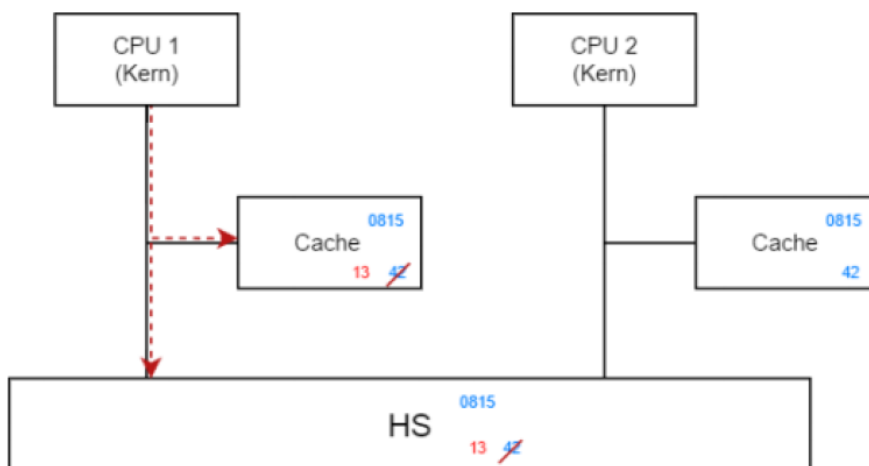 CPU 1
(Kern)
CPU 2
(Kern)
0815
Cache
13 42
0815
Cache
42
0815
HS
13 42